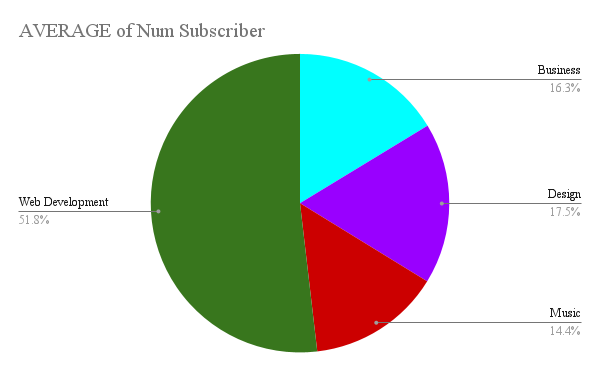 AVERAGE of Num Subscriber
Business
16.3%
Design
17.5%
Web Development
51.8%
Music
14.4%